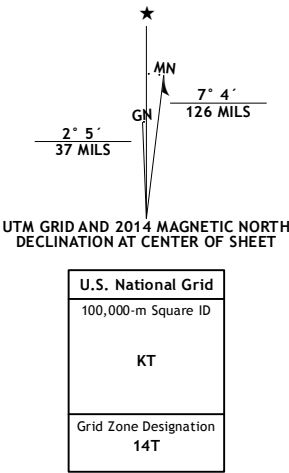 MN
GN
7° 4´
126 MILS
2° 5´
37 MILS
UTM GRID AND 2014 MAGNETIC NORTH
DECLINATION AT CENTER OF SHEET
U.S. National Grid
100,000-m Square ID
KT
Grid Zone Designation
14T